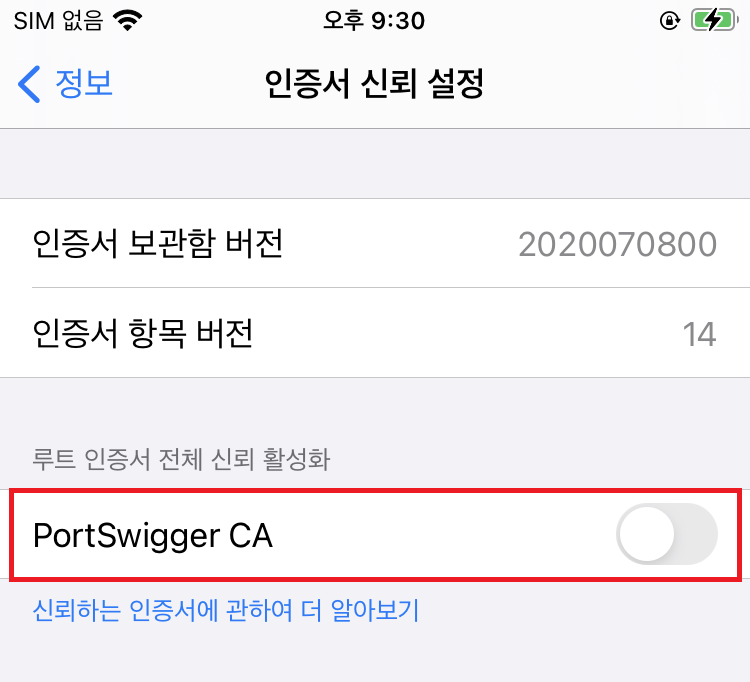 SIM 없음 오후 9:30
정보 인증서 신뢰 설정
인증서 보관함 버전 2020070800
인증서 항목 버전 14
루트 인증서 전체 신뢰 활성화
PortSwigger CA
신뢰하는 인증서에 관하여 더 알아보기